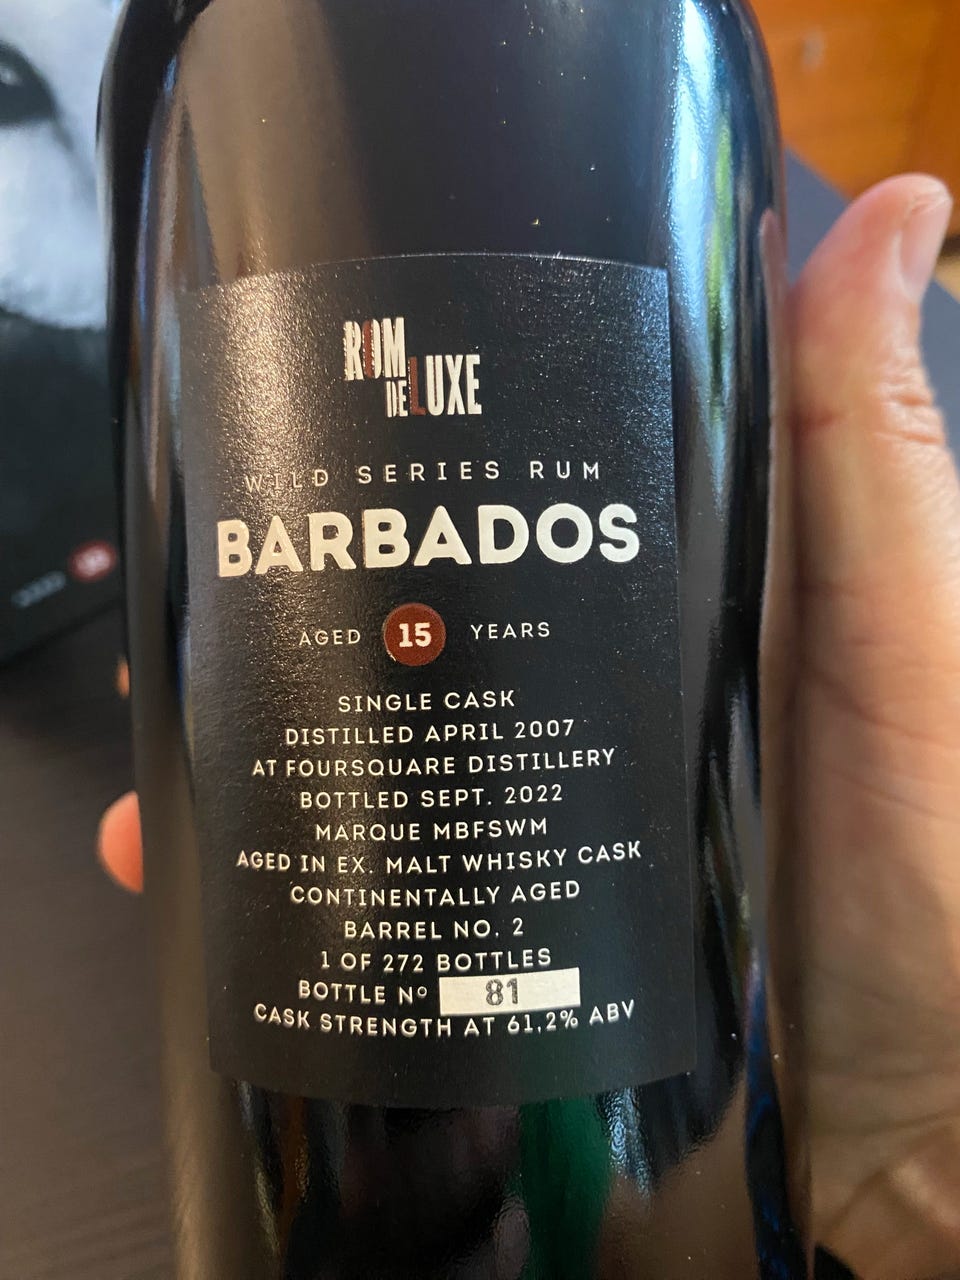 ROM
DE LUXE
WILD SERIES RUM
BARBADOS
AGED 15 YEARS
SINGLE CASK
DISTILLED APRIL 2007
AT FOURSQUARE DISTILLERY
BOTTLED SEPT. 2022
MARQUE MBFSWM
AGED IN EX. MALT WHISKY CASK
CONTINENTALLY AGED
BARREL NO. 2
1 OF 272 BOTTLES
BOTTLE Nº 81
CASK STRENGTH AT 61,2% ABV